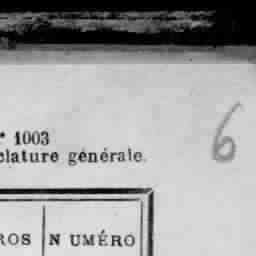 ° 1003
clature générale.
6
ROS N UMÉRO